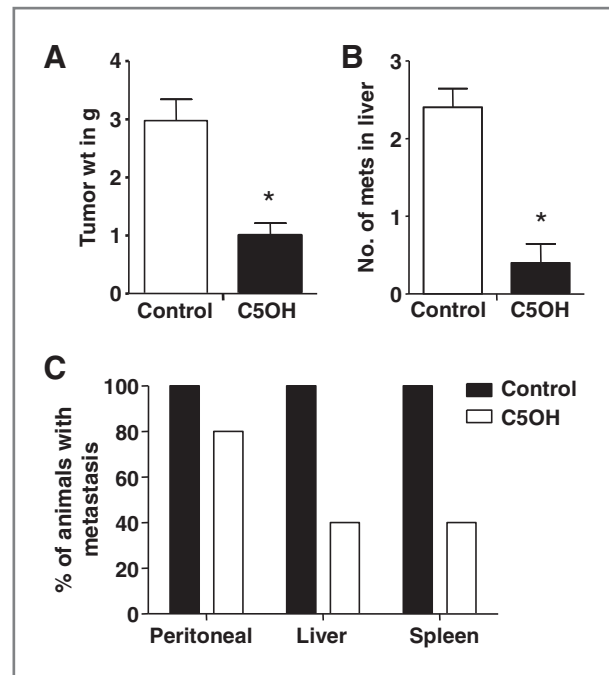 A
Tumor wt in g
4
3
2
1
0
Control C5OH
*
B
No. of mets in liver
3
2
1
0
Control C5OH
*
C
% of animals with
metastasis
100
80
60
40
20
0
Peritoneal Liver Spleen
Control
C5OH